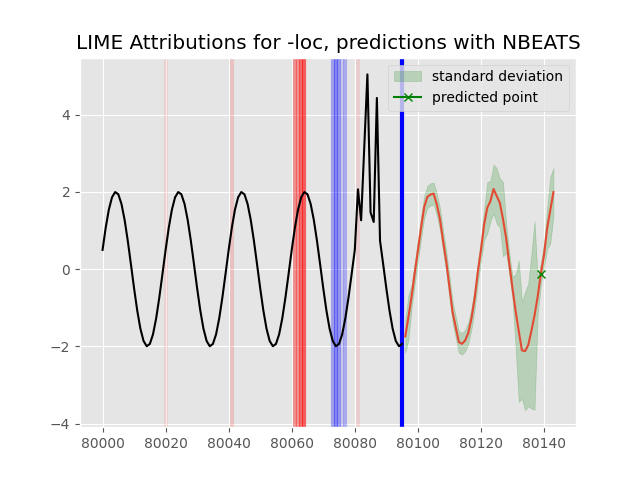 LIME Attributions for -loc, predictions with NBEATS
standard deviation
predicted point
4
2
0
−2
−4
80000 80020 80040 80060 80080 80100 80120 80140